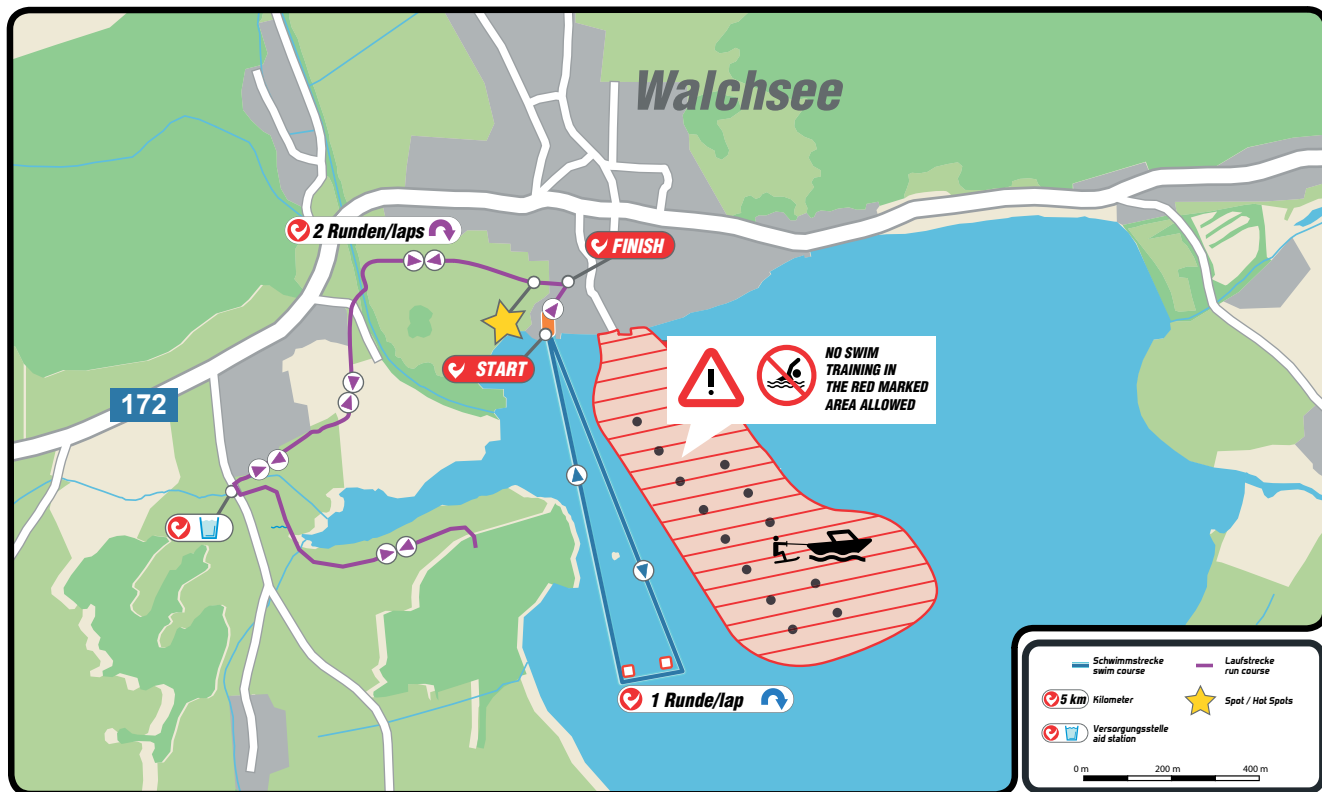 Walchsee
2 Runden/laps
FINISH
START
NO SWIM
TRAINING IN
THE RED MARKED
AREA ALLOWED
172
1 Runde/lap
Schwimmstrecke
swim course
Laufstrecke
run course
5 km Kilometer
Spot / Hot Spots
Versorgungsstelle
aid station
0 m 200 m 400 m